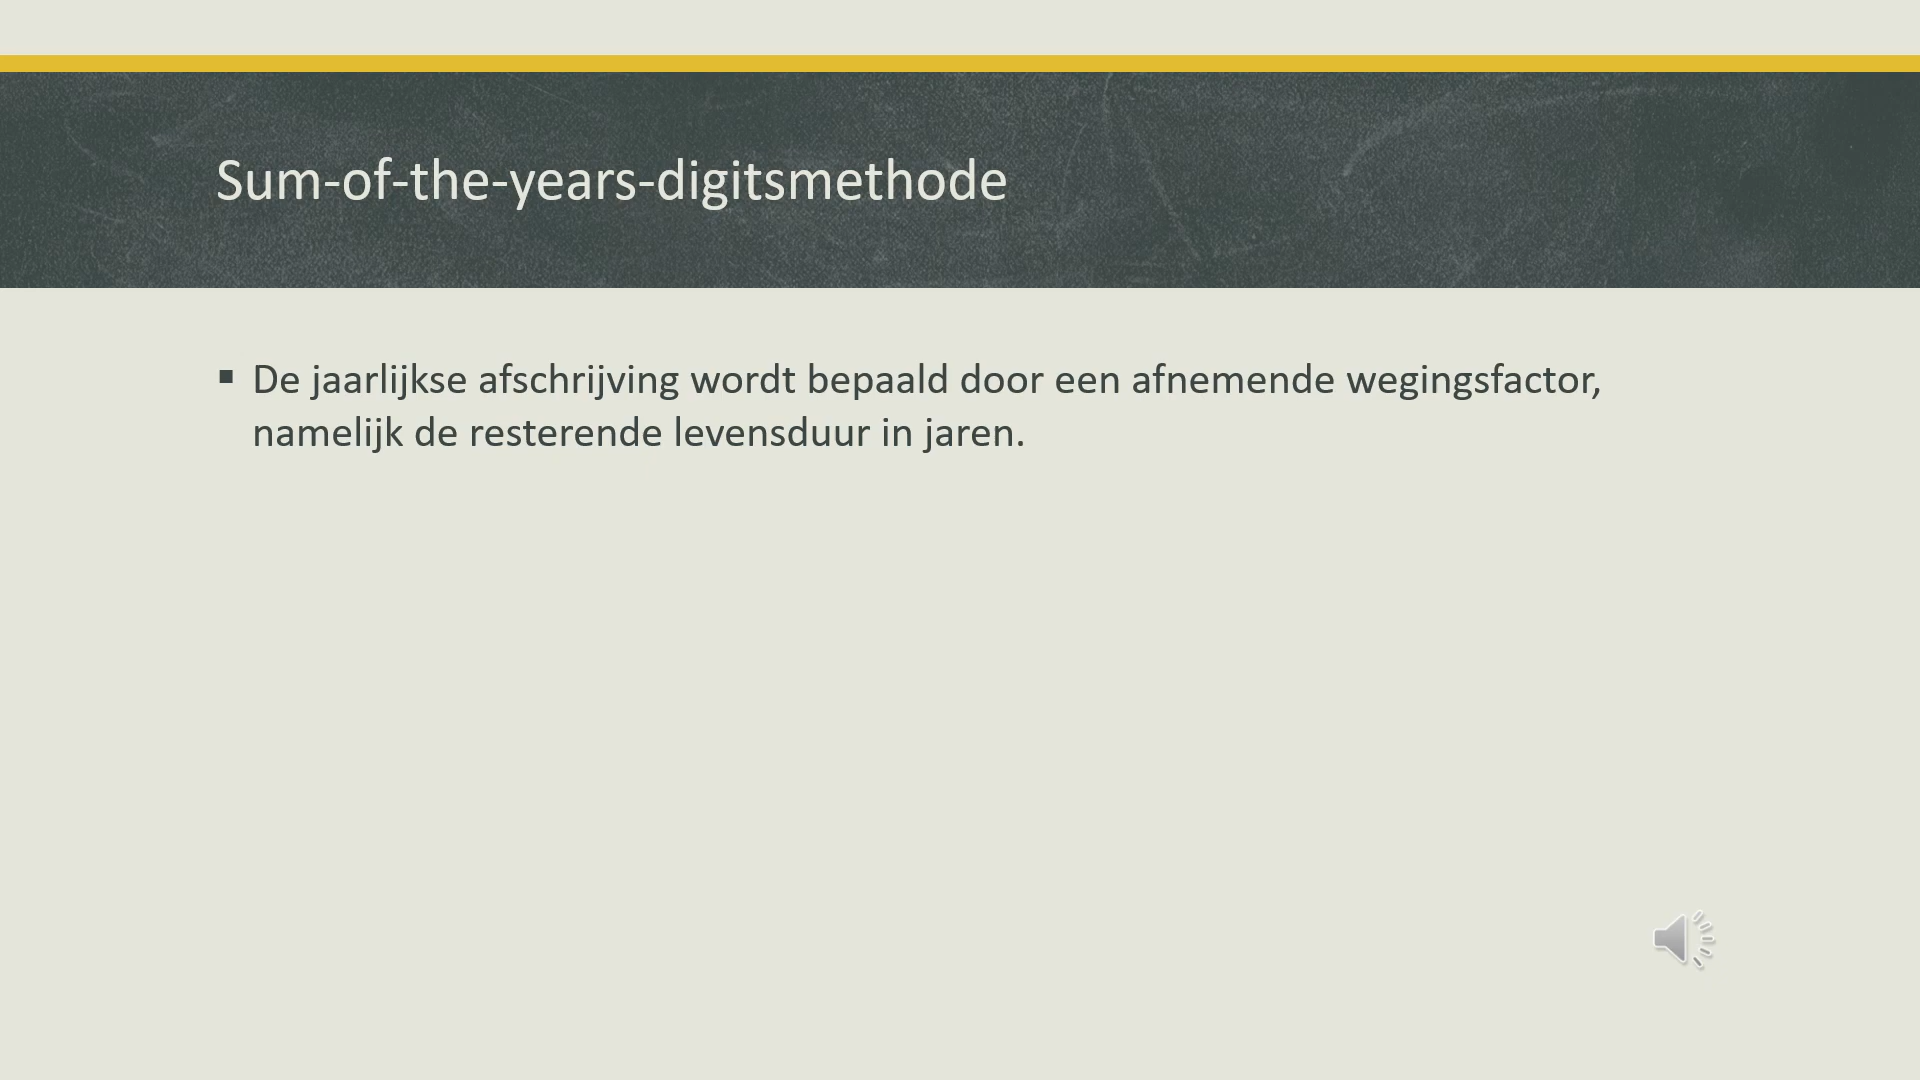 Sum-of-the-years-digitsmethode
▪ De jaarlijkse afschrijving wordt bepaald door een afnemende wegingsfactor,
namelijk de resterende levensduur in jaren.